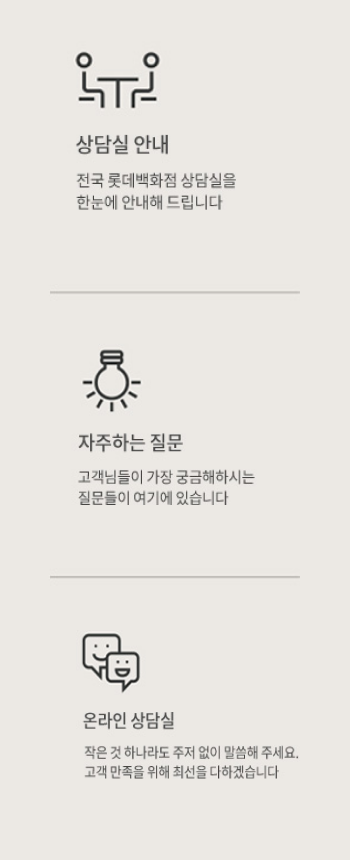 상담실 안내
전국 롯데백화점 상담실을
한눈에 안내해 드립니다
자주하는 질문
고객님들이 가장 궁금해하시는
질문들이 여기에 있습니다
온라인 상담실
작은 것 하나라도 주저 없이 말씀해 주세요.
고객 만족을 위해 최선을 다하겠습니다